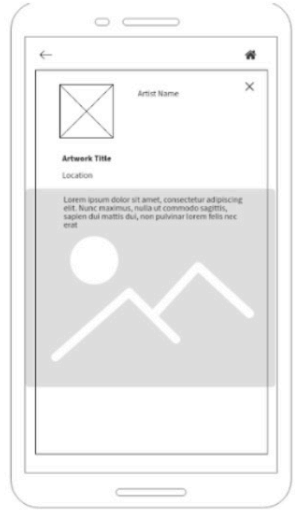 Artist Name
Artwork Title
Location
Lorem ipsum dolor sit amet, consectetur adipiscing
elit. Nunc maximus, nulla ut commodo sagittis,
sapien dui mattis dui, non pulvinar lorem felis nec
erat